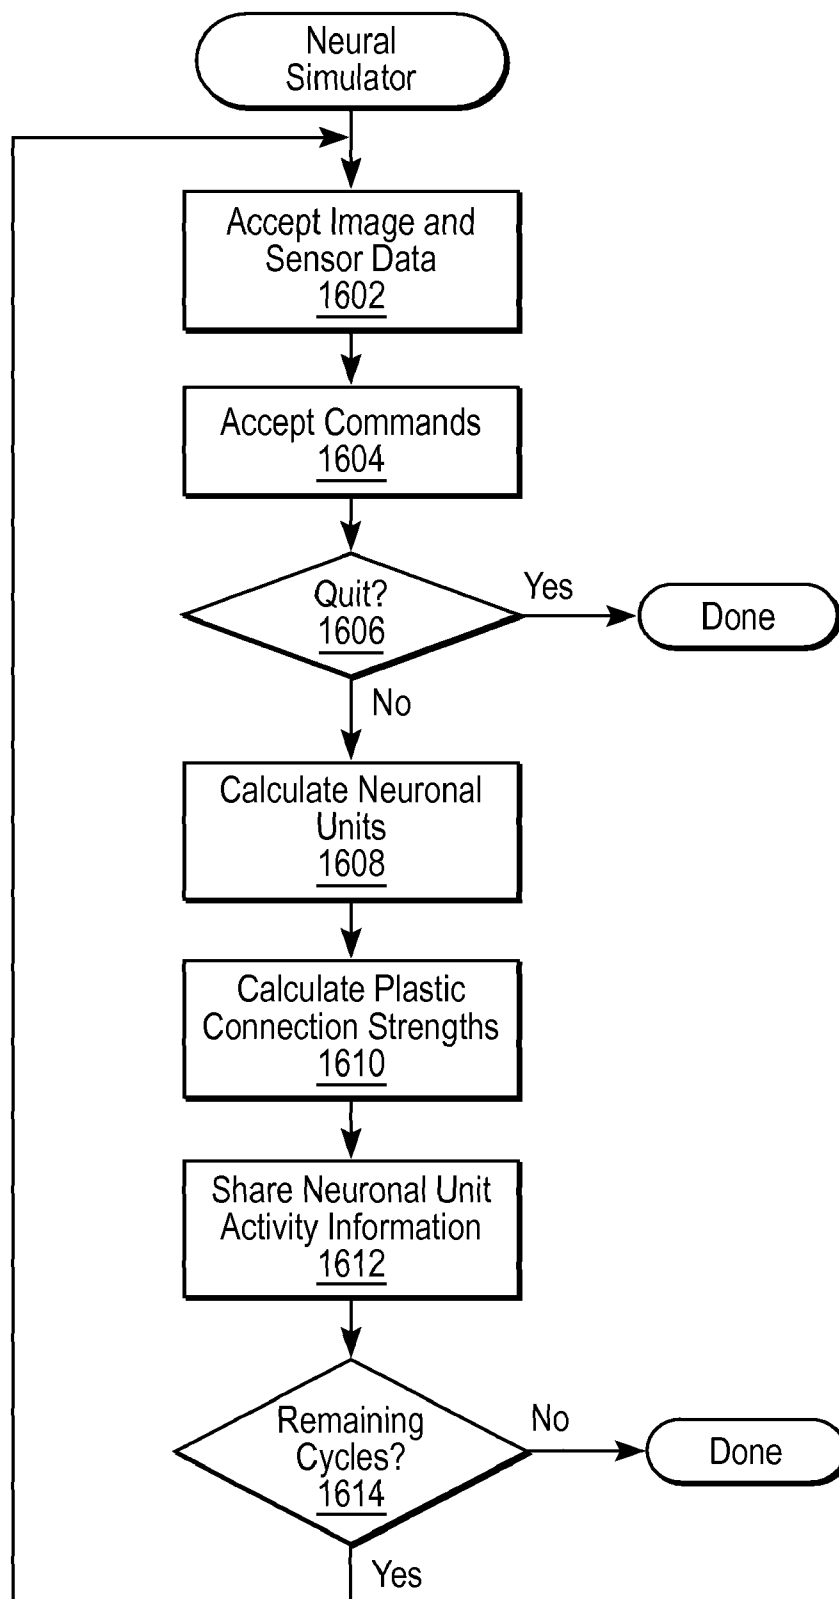 Neural
Simulator
Accept Image and
Sensor Data
1602
Accept Commands
1604
Quit?
1606
Yes
Done
No
Calculate Neuronal
Units
1608
Calculate Plastic
Connection Strengths
1610
Share Neuronal Unit
Activity Information
1612
Remaining
Cycles?
1614
No
Done
Yes